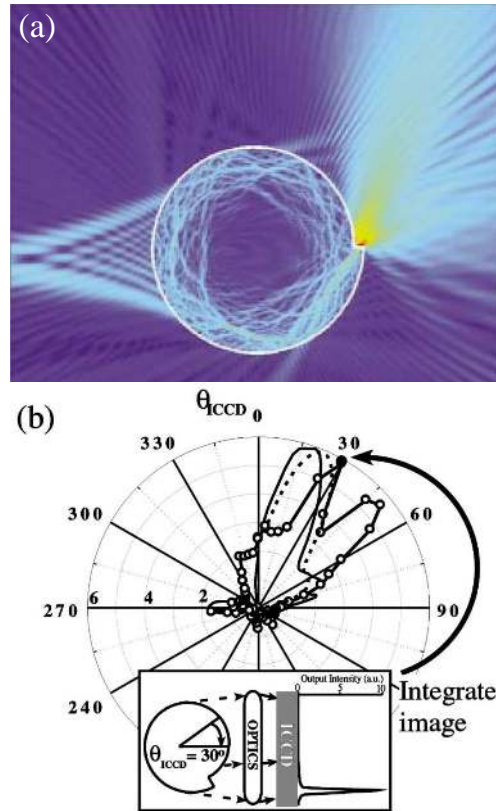 (a)
(b)
θICCD 0
330
30
300
60
6 4 2
270
90
240
Output Intensity (a.u.)
0 5 10
Integrate
image
OPTICS
ICCD
θICCD = 30º